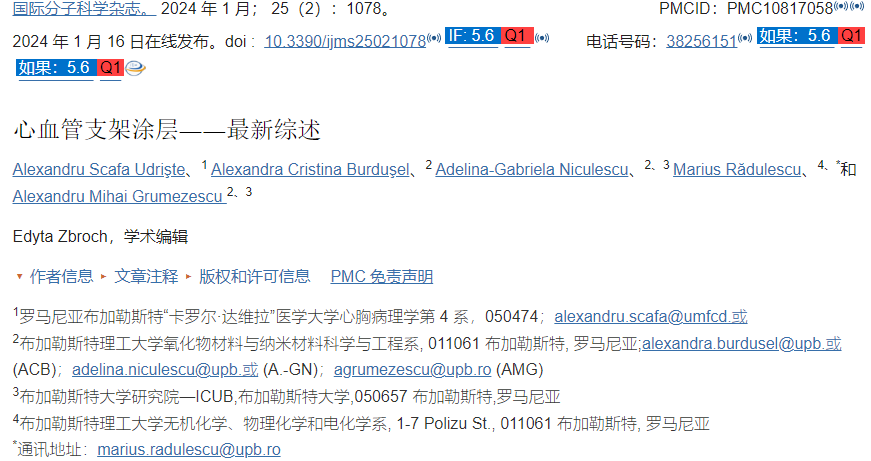 国际分子科学杂志。 2024 年 1 月； 25（2）：1078。 PMCID：PMC10817058
2024 年 1 月 16 日在线发布。doi： 10.3390/ijms25021078 IF: 5.6 Q1 电话号码：38256151 如果：5.6 Q1
如果：5.6 Q1
心血管支架涂层——最新综述
Alexandru Scafa Udriște、1 Alexandra Cristina Burdușel、2 Adelina-Gabriela Niculescu、2、3 Marius Rădulescu、4、*和
Alexandru Mihai Grumezescu 2、3
Edyta Zbroch，学术编辑
作者信息 文章注释 版权和许可信息 PMC 免责声明
1罗马尼亚布加勒斯特“卡罗尔·达维拉”医学大学心胸病理学第 4 系，050474；alexandru.scafa@umfcd.或
2布加勒斯特理工大学氧化物材料与纳米材料科学与工程系, 011061 布加勒斯特, 罗马尼亚;alexandra.burdusel@upb.或
(ACB)；adelina.niculescu@upb.或 (A.-GN)；agrumezescu@upb.ro (AMG)
3布加勒斯特大学研究院—ICUB,布加勒斯特大学,050657 布加勒斯特,罗马尼亚
4布加勒斯特理工大学无机化学、物理化学和电化学系, 1-7 Polizu St., 011061 布加勒斯特, 罗马尼亚
*通讯地址：marius.radulescu@upb.ro